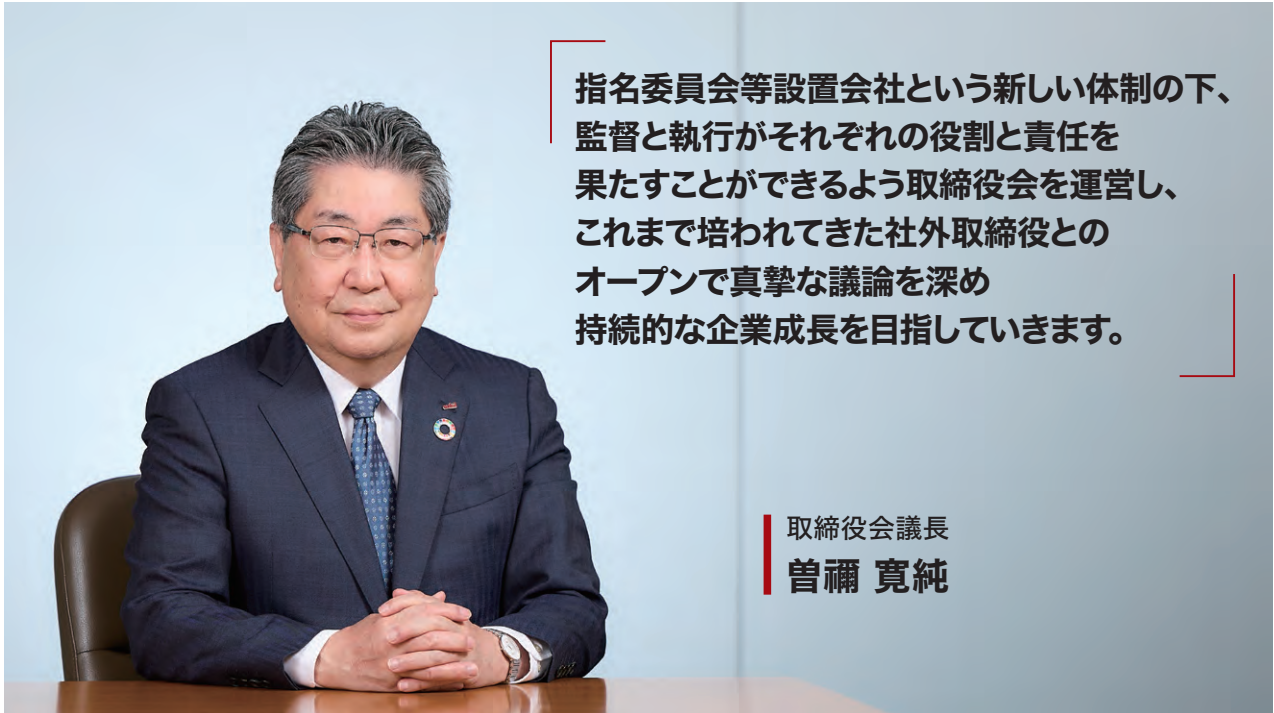 指名委員会等設置会社という新しい体制の下、
監督と執行がそれぞれの役割と責任を
果たすことができるよう取締役会を運営し、
これまで培われてきた社外取締役との
オープンで真摯な議論を深め
持続的な企業成長を目指していきます。
取締役会議長
曽禰 寛純